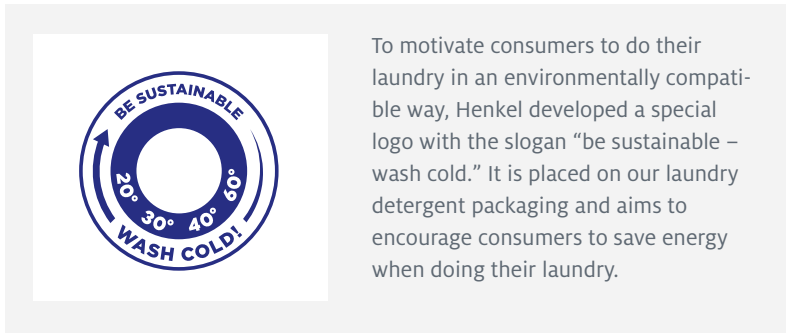 BE SUSTAINABLE
20° 30° 40° 60°
WASH COLD!
To motivate consumers to do their
laundry in an environmentally compati-
ble way, Henkel developed a special
logo with the slogan “be sustainable –
wash cold.” It is placed on our laundry
detergent packaging and aims to
encourage consumers to save energy
when doing their laundry.